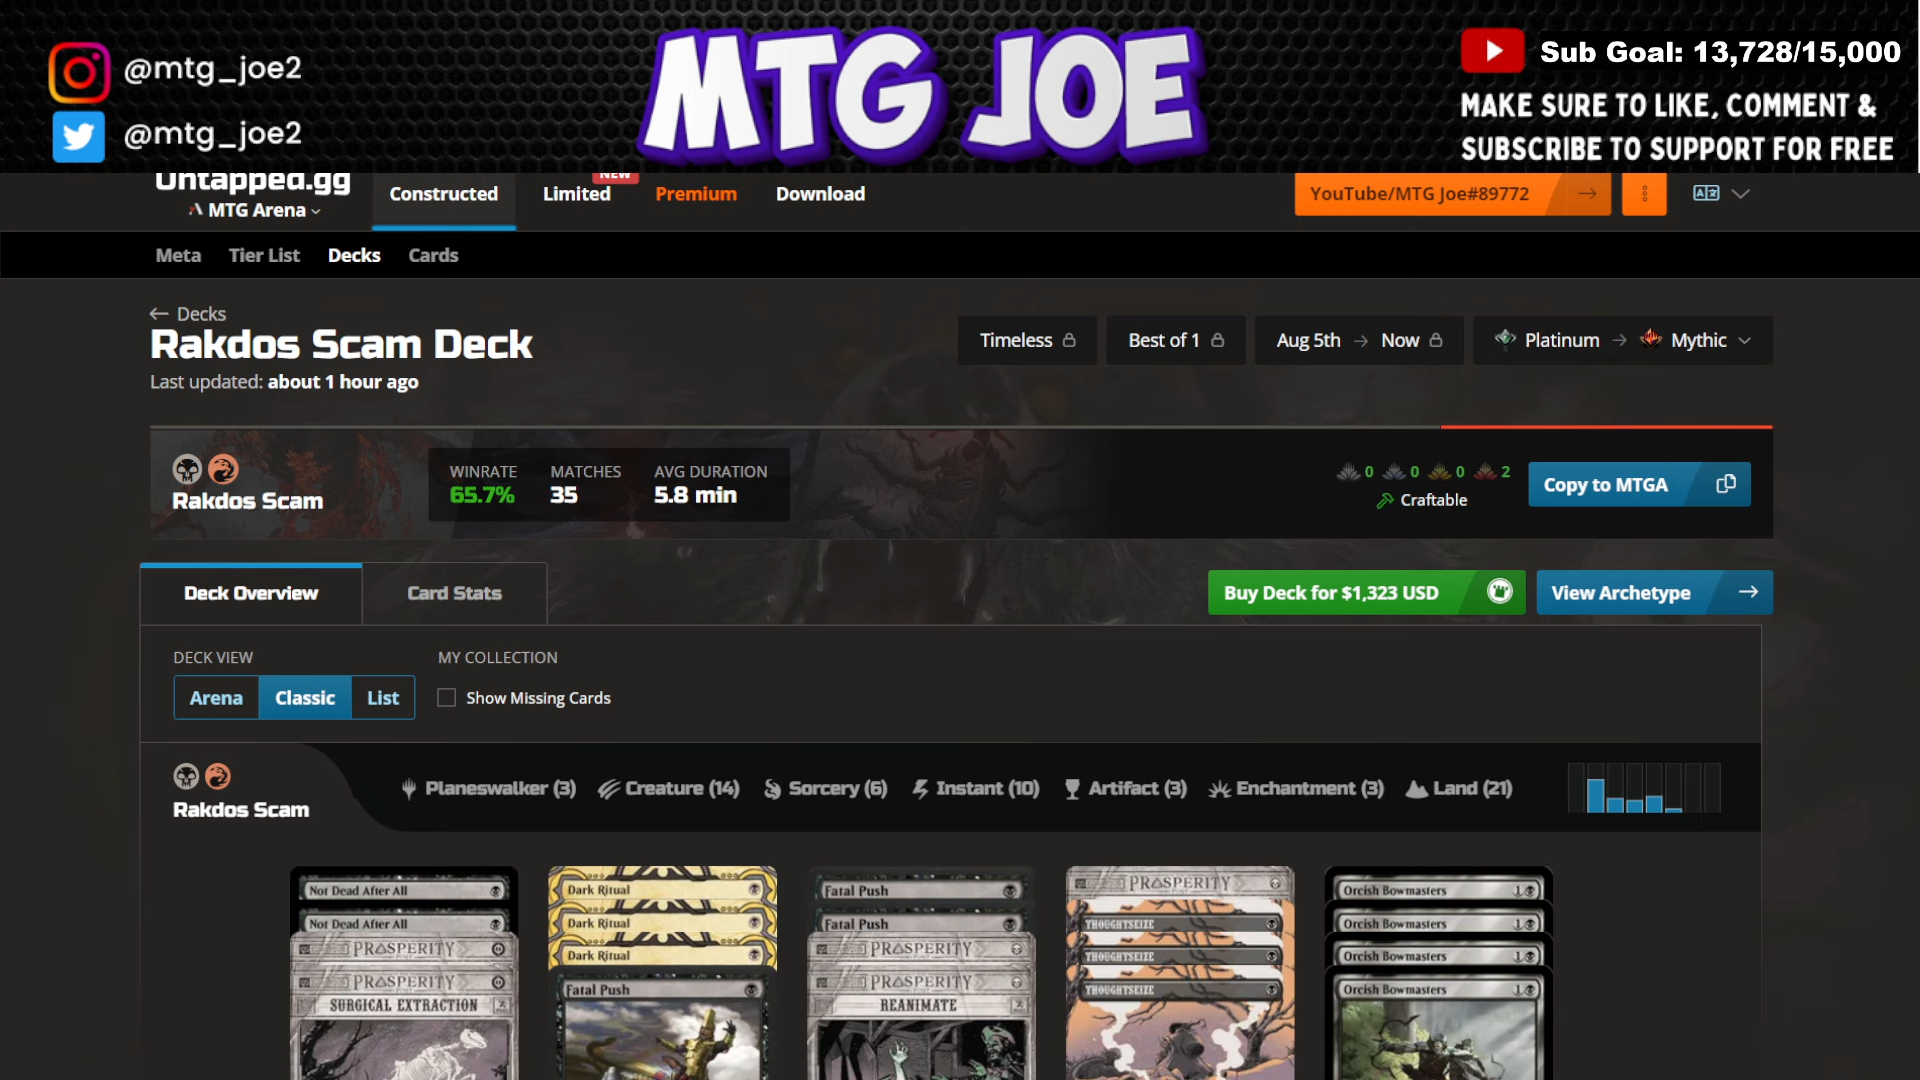 @mtg_joe2
@mtg_joe2
MTG JOE
Sub Goal: 13,728/15,000
MAKE SURE TO LIKE, COMMENT &
SUBSCRIBE TO SUPPORT FOR FREE
Untapped.gg
MTG Arena
Constructed
Limited
NEW
Premium
Download
YouTube/MTG Joe#89772
Meta
Tier List
Decks
Cards
Decks
Rakdos Scam Deck
Last updated: about 1 hour ago
Timeless
Best of 1
Aug 5th → Now
Platinum → Mythic
Rakdos Scam
WINRATE
65.7%
MATCHES
35
AVG DURATION
5.8 min
0 0 0 2
Craftable
Copy to MTGA
Deck Overview
Card Stats
Buy Deck for $1,323 USD
View Archetype
DECK VIEW
Arena
Classic
List
MY COLLECTION
Show Missing Cards
Rakdos Scam
Planeswalker (3)
Creature (14)
Sorcery (6)
Instant (10)
Artifact (3)
Enchantment (3)
Land (21)
Not Dead After All
Not Dead After All
PROSPERITY
PROSPERITY
SURGICAL EXTRACTION
Dark Ritual
Dark Ritual
Dark Ritual
Fatal Push
Fatal Push
Fatal Push
PROSPERITY
PROSPERITY
REANIMATE
PROSPERITY
THOUGHTSEIZE
THOUGHTSEIZE
THOUGHTSEIZE
Orcish Bowmasters 1
Orcish Bowmasters 1
Orcish Bowmasters 1
Orcish Bowmasters 1